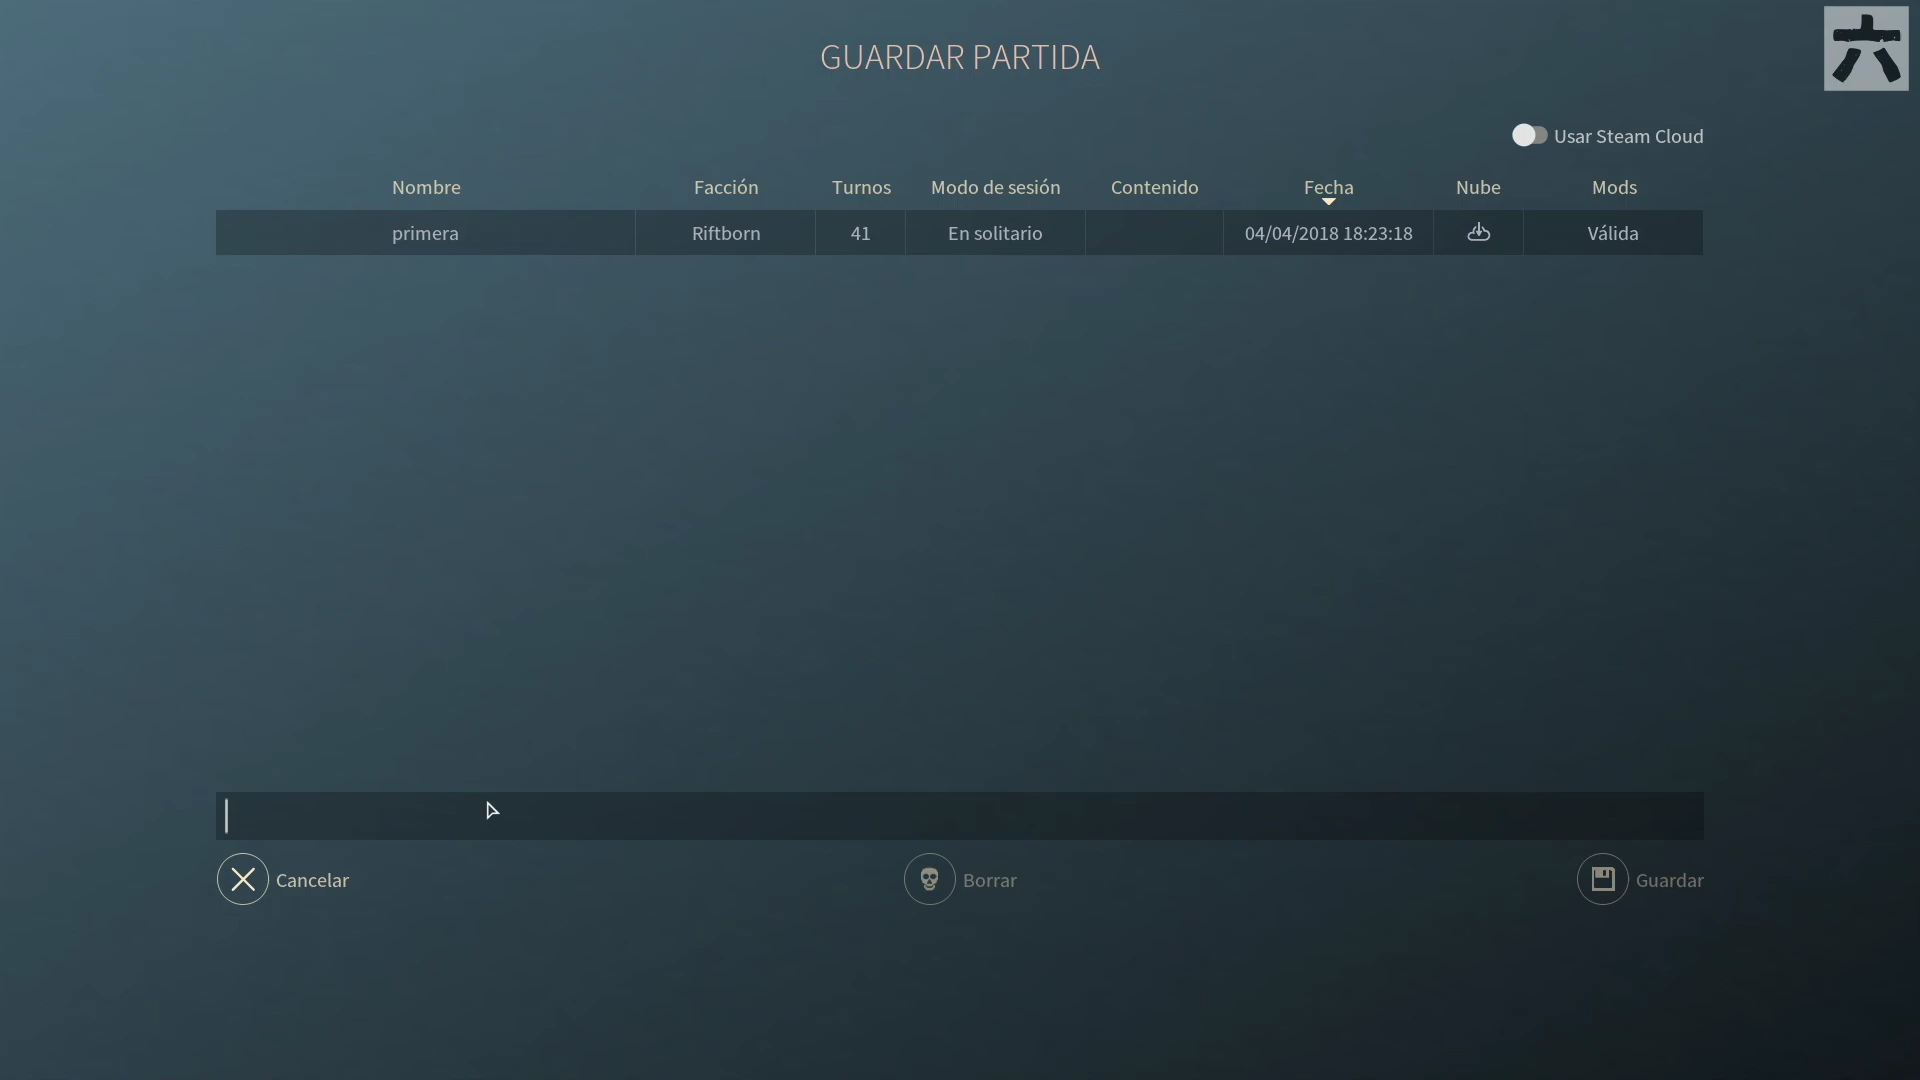 GUARDAR PARTIDA
六
Usar Steam Cloud
Nombre Facción Turnos Modo de sesión Contenido Fecha Nube Mods
primera Riftborn 41 En solitario 04/04/2018 18:23:18 Válida
Cancelar Borrar Guardar